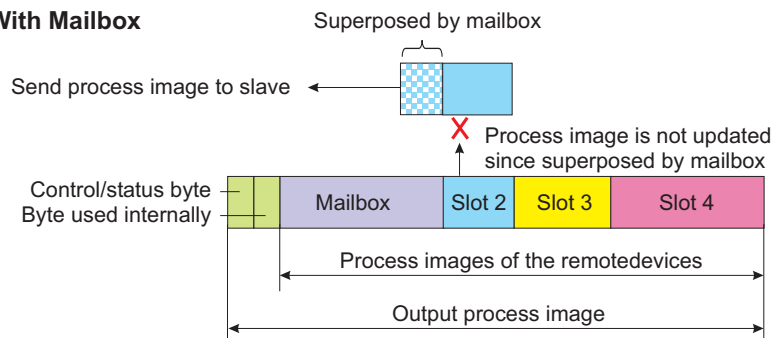 With Mailbox
Superposed by mailbox
Send process image to slave
Process image is not updated
since superposed by mailbox
Control/status byte
Byte used internally
Mailbox
Slot 2
Slot 3
Slot 4
Process images of the remotedevices
Output process image